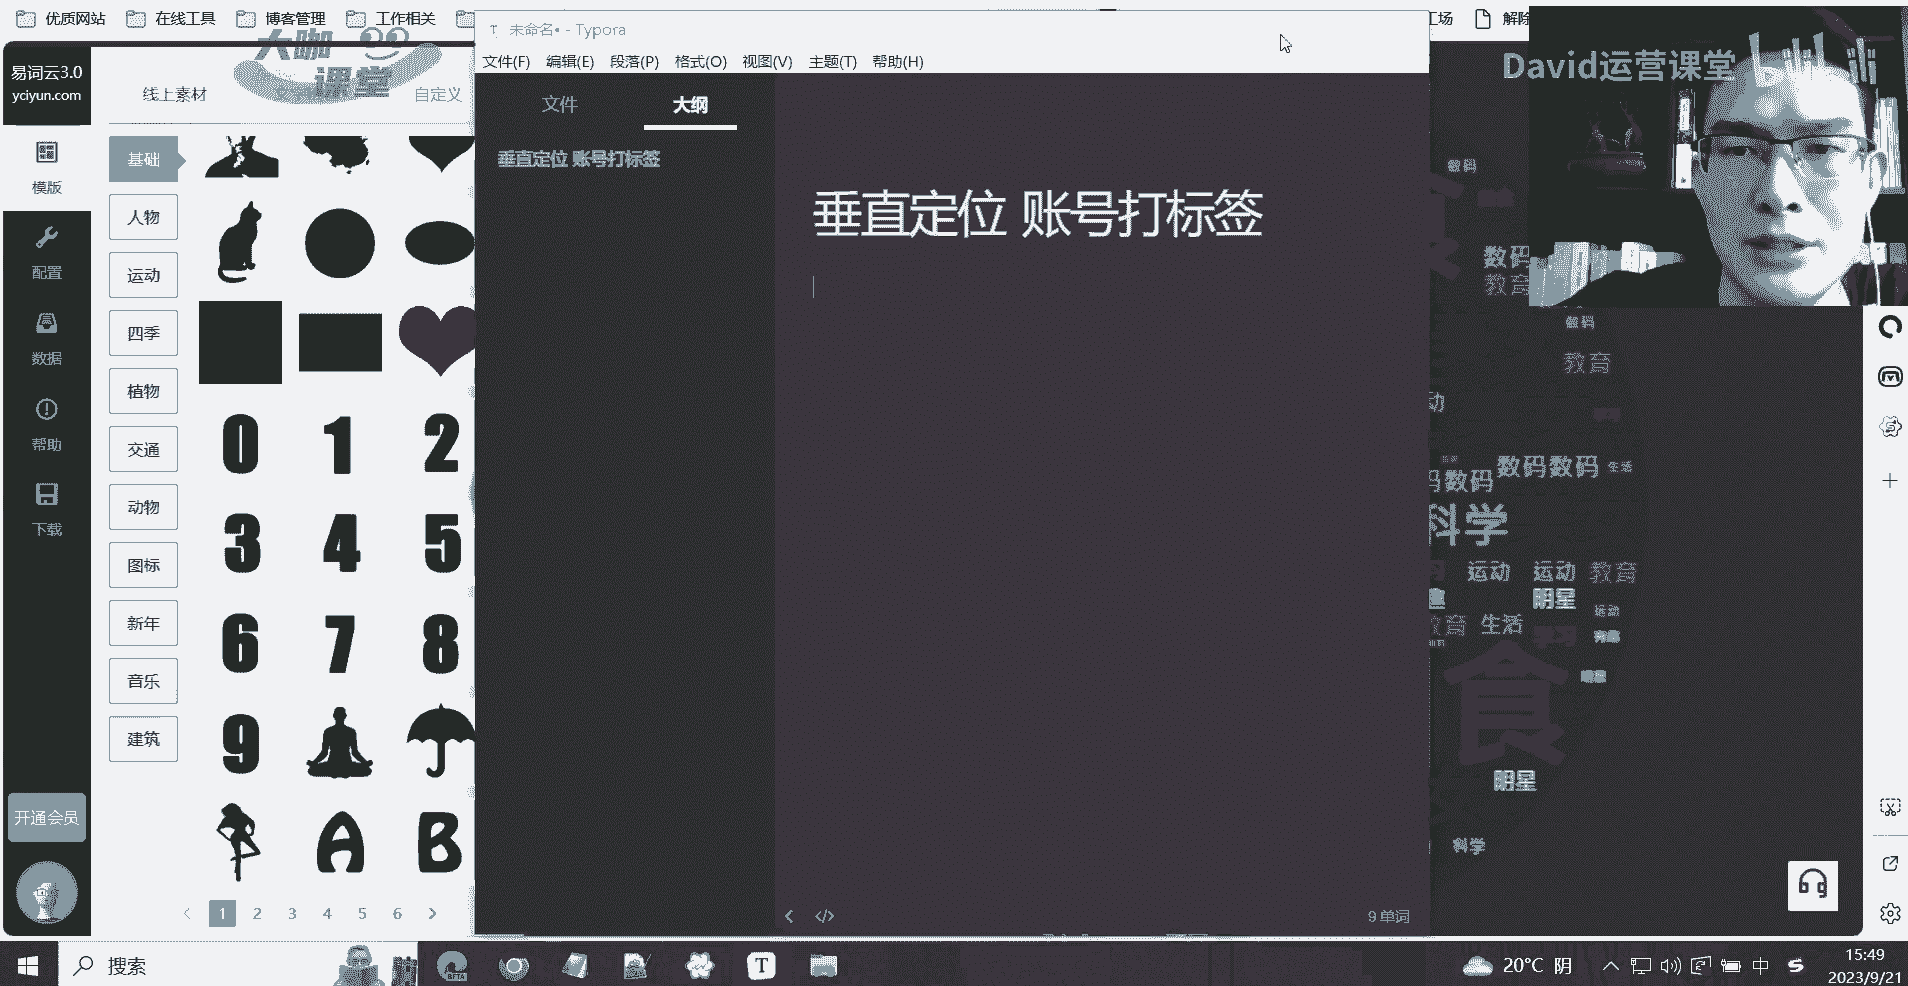 优质网站
在线工具
博客管理
工作相关
工场
解除
大咖
课堂
David运营课堂
未命名• - Typora
文件(F) 编辑(E) 段落(P) 格式(O) 视图(V) 主题(T) 帮助(H)
易词云3.0
yciyun.com
线上素材
自定义
文件
大纲
垂直定位 账号打标签
垂直定位 账号打标签
模版
配置
数据
帮助
下载
开通会员
基础
人物
运动
四季
植物
交通
动物
图标
新年
音乐
建筑
0 1 2
3 4 5
6 7 8
9
A B
1 2 3 4 5 6
数码
数码
教育
数码
教育
动
数码数码
生活
数码
科学
运动
运动
教育
明星
运动
教育
生活
食
明星
科学
9 单词
搜索
BETA
T
20°C 阴
中
15:49
2023/9/21